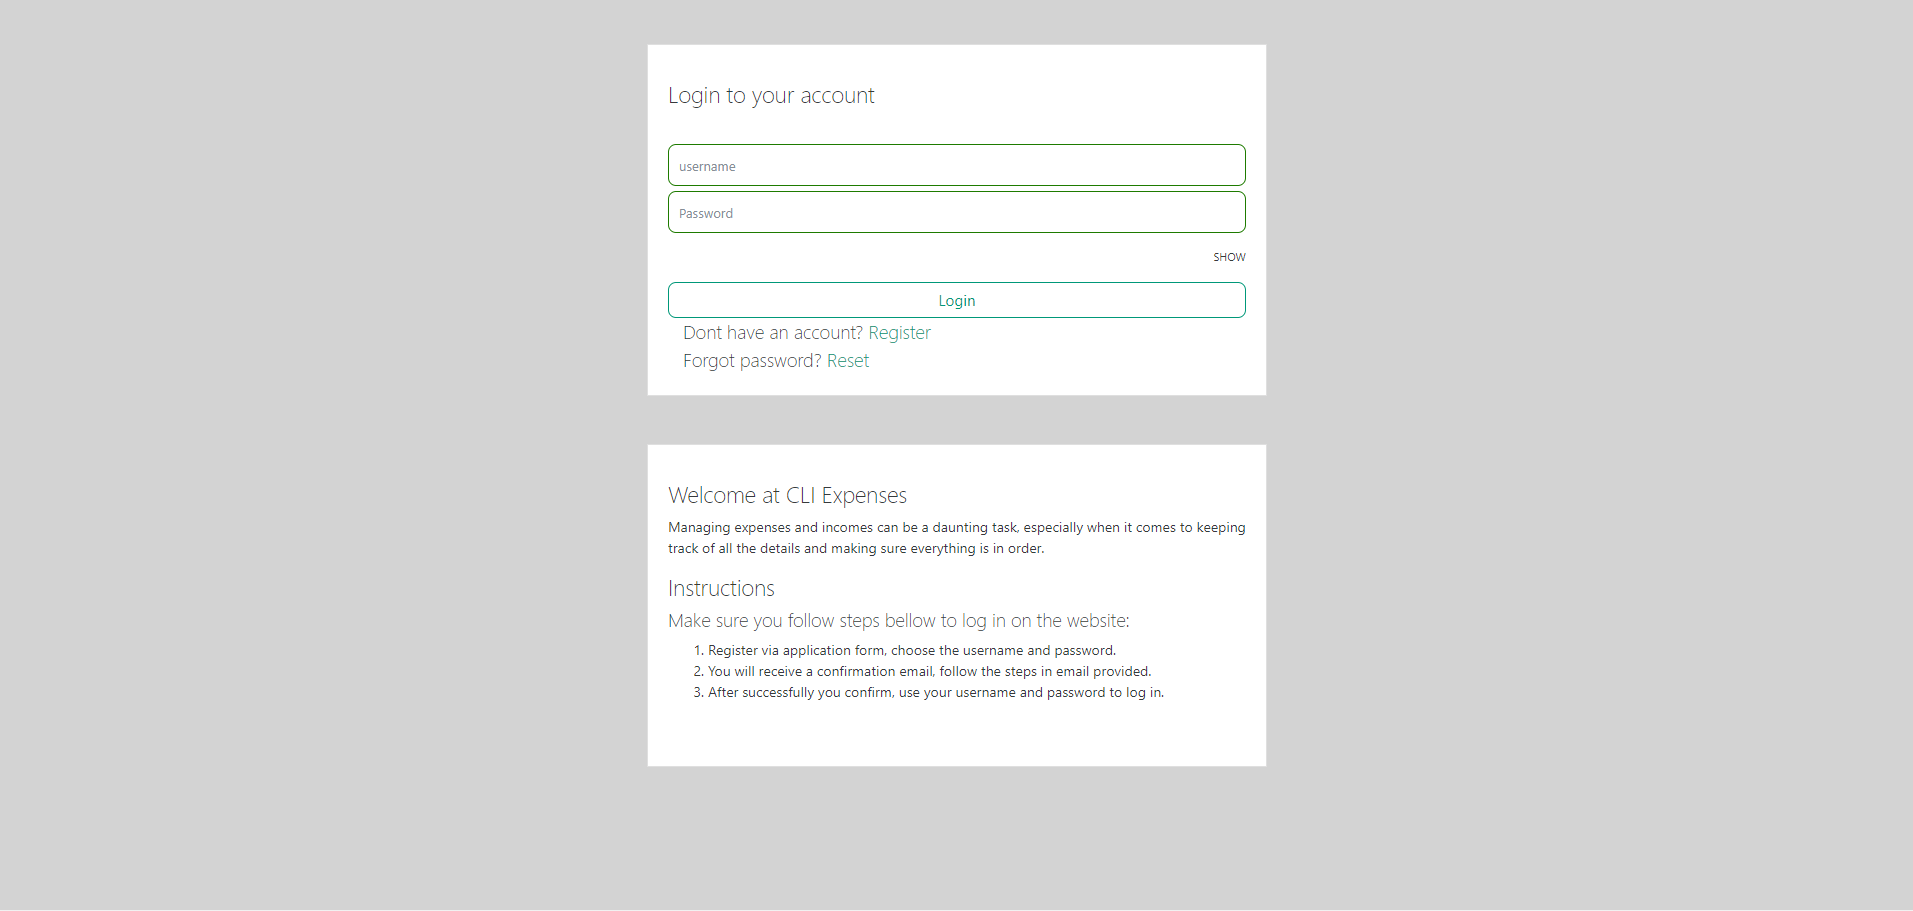 Login to your account
username
Password
SHOW
Login
Dont have an account? Register
Forgot password? Reset
Welcome at CLI Expenses
Managing expenses and incomes can be a daunting task, especially when it comes to keeping
track of all the details and making sure everything is in order.
Instructions
Make sure you follow steps bellow to log in on the website:
1. Register via application form, choose the username and password.
2. You will receive a confirmation email, follow the steps in email provided.
3. After successfully you confirm, use your username and password to log in.